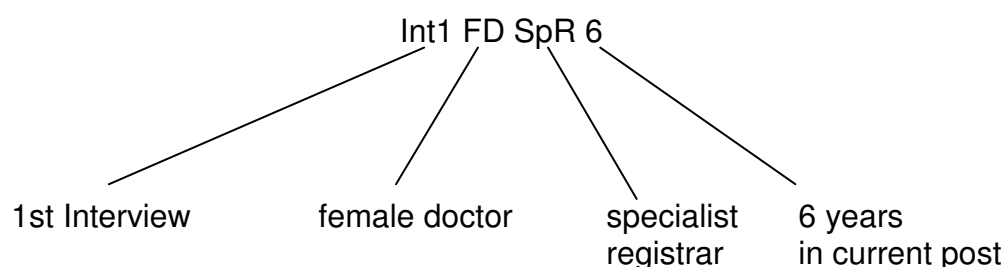 Int1 FD SpR 6
1st Interview
female doctor
specialist
registrar
6 years
in current post